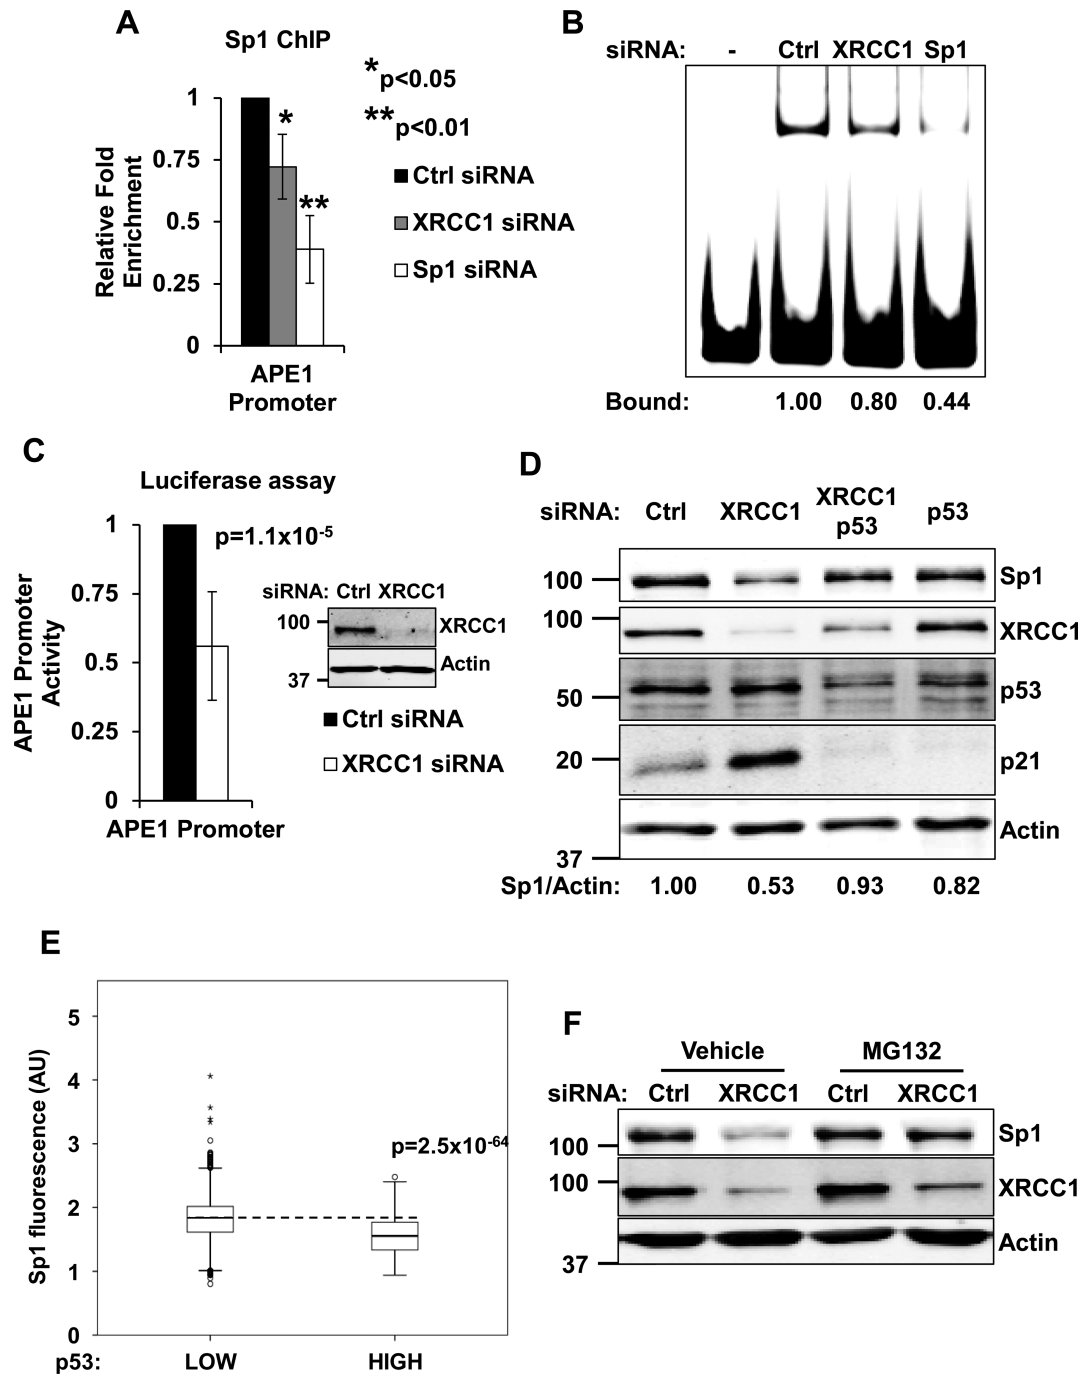 A
Sp1 ChIP
*p<0.05
**p<0.01
Ctrl siRNA
XRCC1 siRNA
Sp1 siRNA
Relative Fold
Enrichment
1
0.75
0.5
0.25
0
*
**
APE1
Promoter
B
siRNA: - Ctrl XRCC1 Sp1
Bound: 1.00 0.80 0.44
C
Luciferase assay
p=1.1x10-5
APE1 Promoter
Activity
1
0.75
0.5
0.25
0
APE1 Promoter
siRNA: Ctrl XRCC1
100
XRCC1
Actin
37
Ctrl siRNA
XRCC1 siRNA
D
siRNA: Ctrl XRCC1 XRCC1 p53
p53
100 Sp1
100 XRCC1
50 p53
20 p21
Actin
37
Sp1/Actin: 1.00 0.53 0.93 0.82
E
Sp1 fluorescence (AU)
5
4
3
2
1
0
p=2.5x10-64
p53: LOW HIGH
F
Vehicle MG132
siRNA: Ctrl XRCC1 Ctrl XRCC1
100 Sp1
100 XRCC1
Actin
37